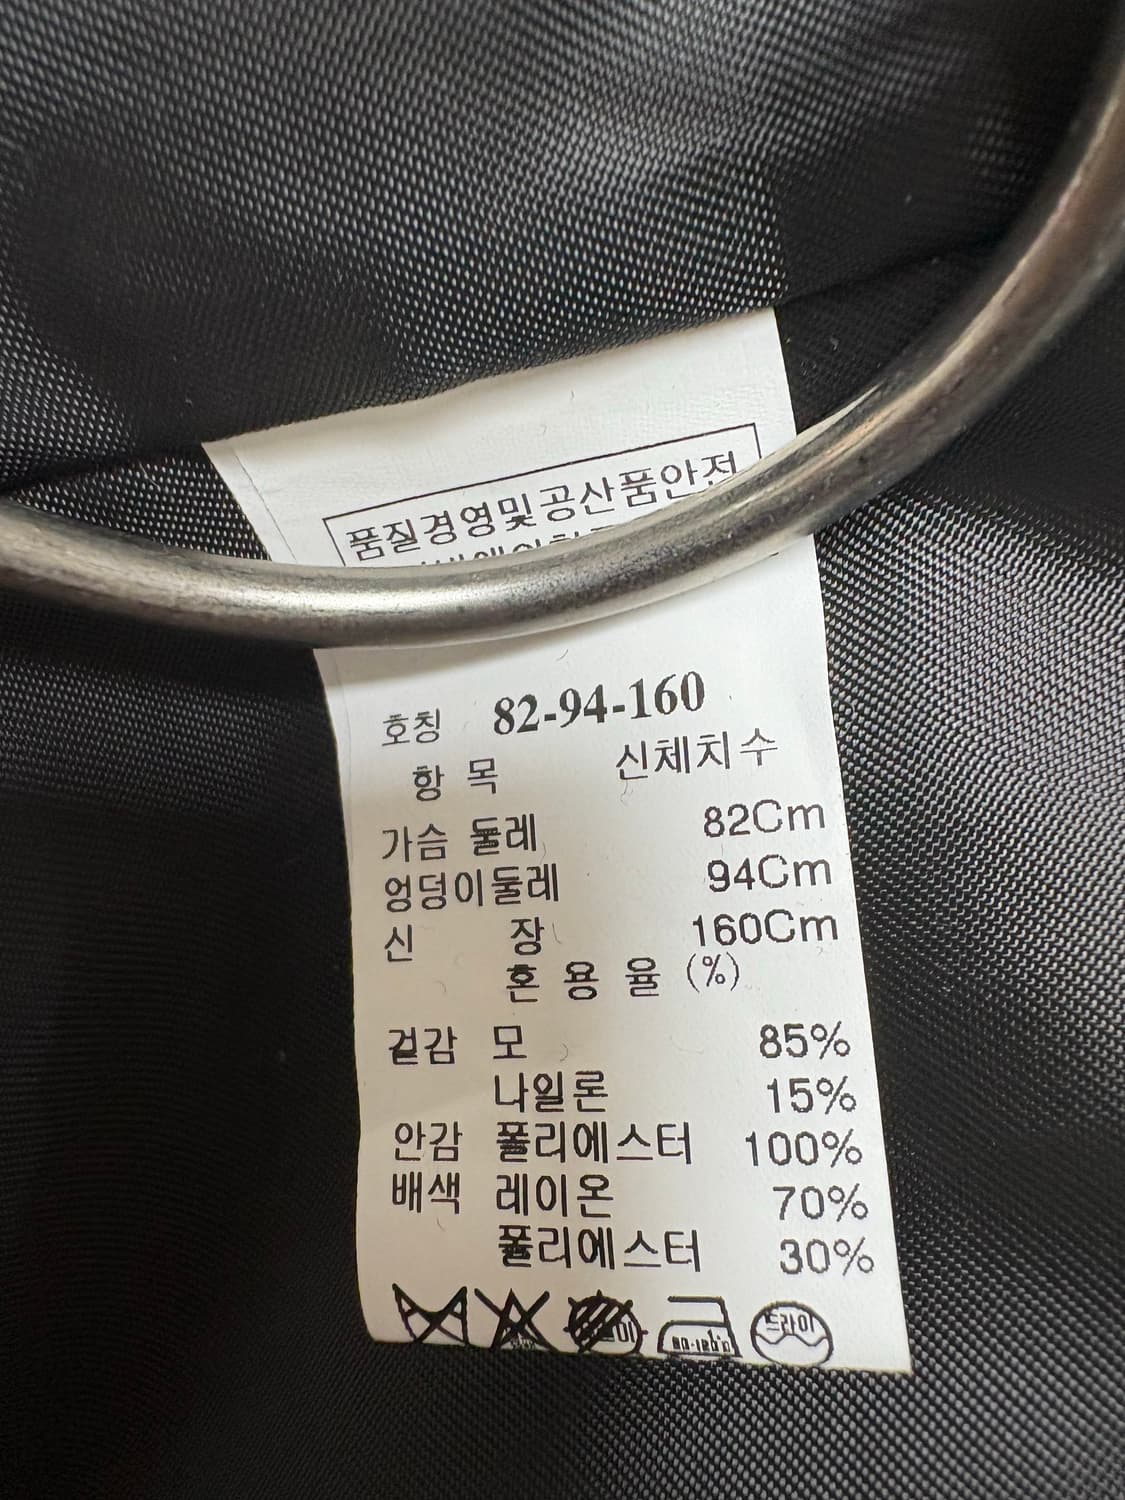 품질경영및공산품안전
호칭 82-94-160
항 목 신체치수
가슴 둘레 82Cm
엉덩이둘레 94Cm
신 장 160Cm
혼 용 율 (%)
겉감 모 85%
나일론 15%
안감 폴리에스터 100%
배색 레이온 70%
폴리에스터 30%
드라이